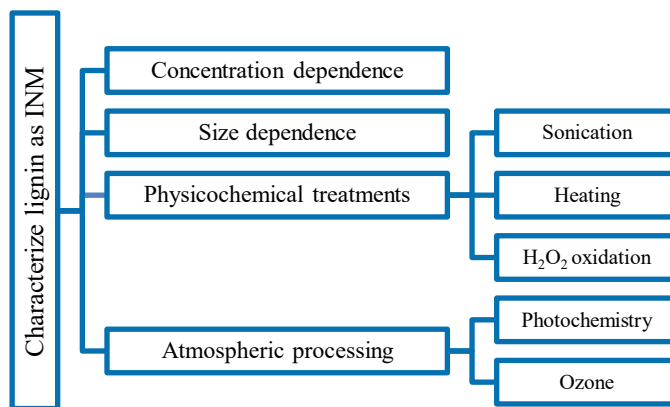 Characterize lignin as INM
Concentration dependence
Size dependence
Physicochemical treatments
Sonication
Heating
H₂O₂ oxidation
Atmospheric processing
Photochemistry
Ozone